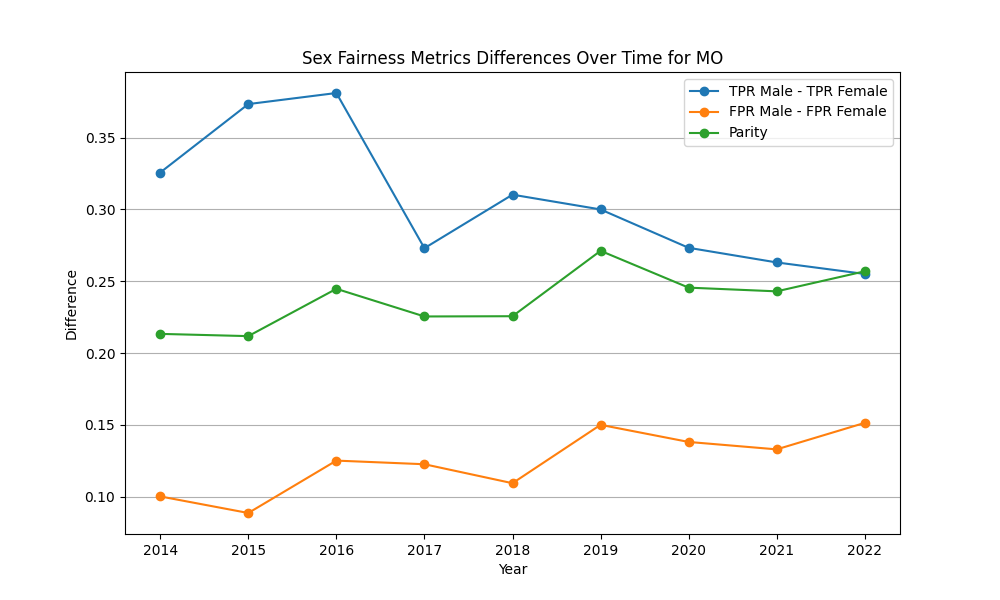 Sex Fairness Metrics Differences Over Time for MO
TPR Male - TPR Female
FPR Male - FPR Female
Parity
Difference
0.35
0.30
0.25
0.20
0.15
0.10
2014 2015 2016 2017 2018 2019 2020 2021 2022
Year